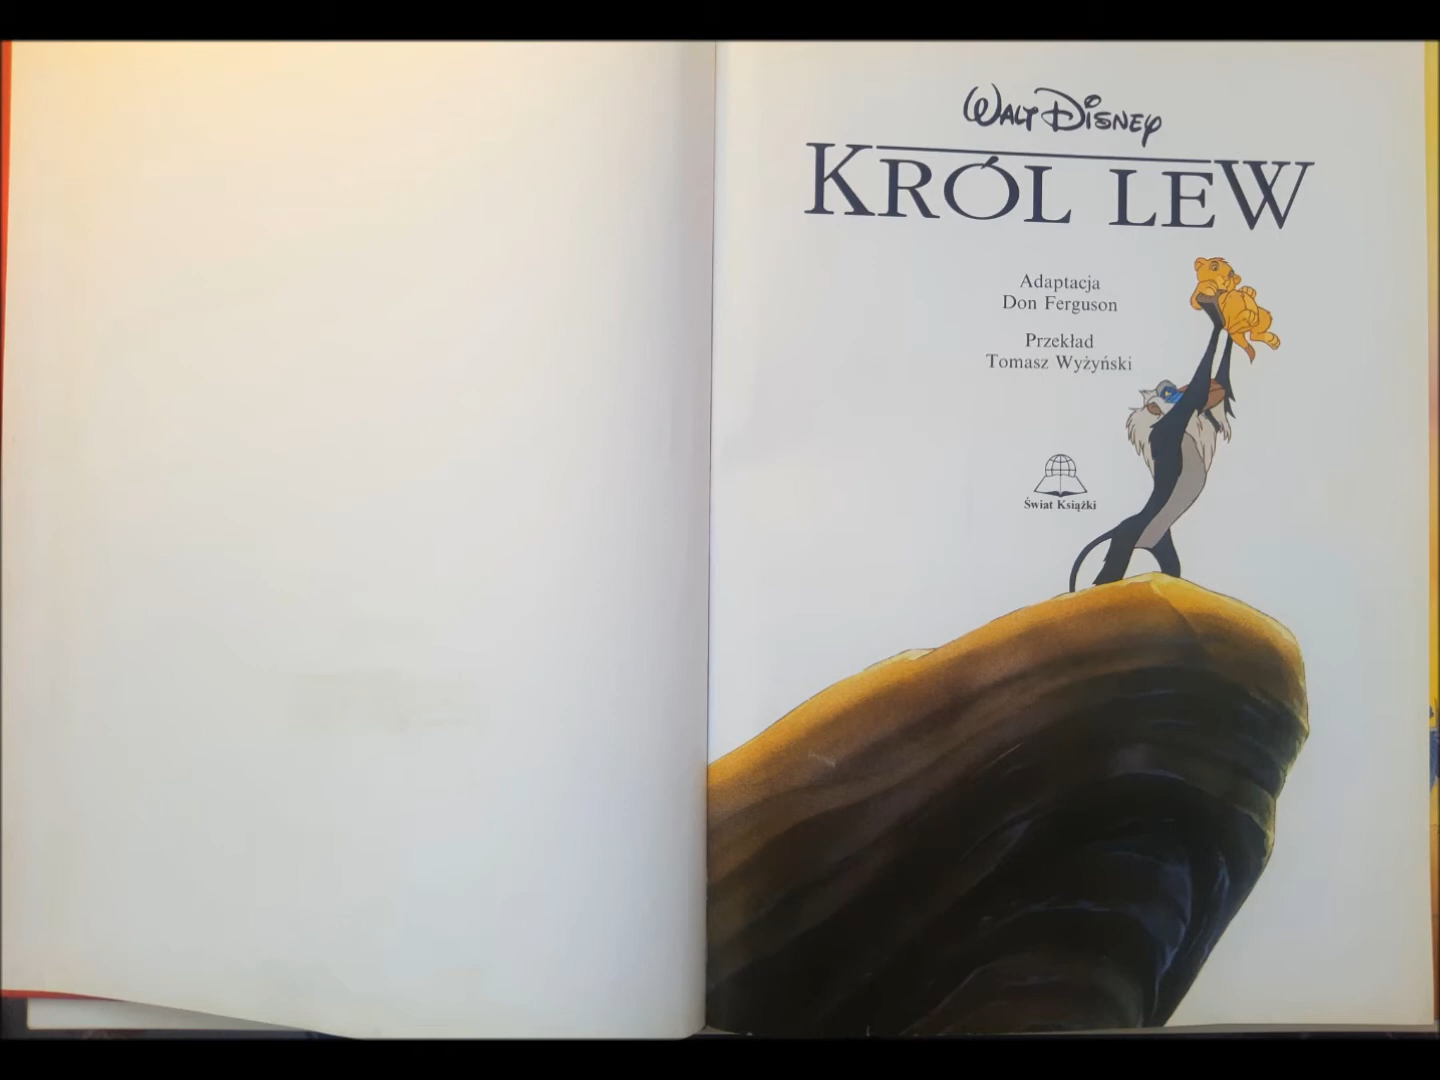 Walt Disney
KRÓL LEW
Adaptacja
Don Ferguson
Przekład
Tomasz Wyżyński
Świat Książki